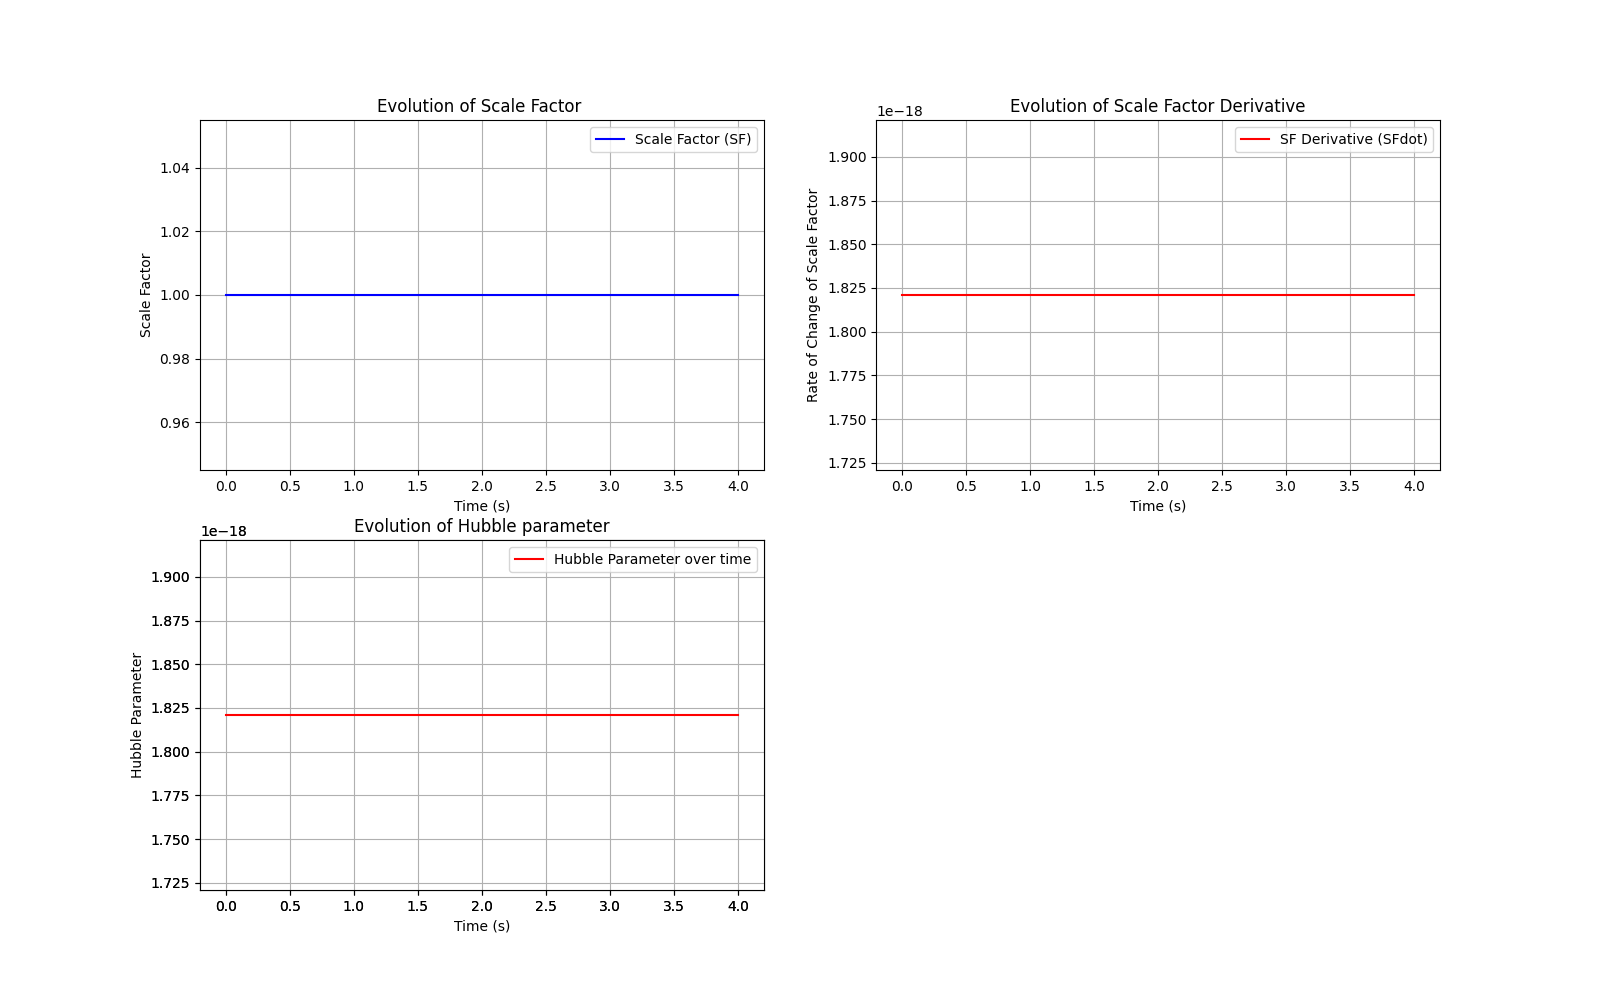 Evolution of Scale Factor
Scale Factor (SF)
1.04
1.02
1.00
0.98
0.96
Scale Factor
0.0 0.5 1.0 1.5 2.0 2.5 3.0 3.5 4.0
Time (s)
Evolution of Scale Factor Derivative
1e−18
SF Derivative (SFdot)
1.900
1.875
1.850
1.825
1.800
1.775
1.750
1.725
Rate of Change of Scale Factor
0.0 0.5 1.0 1.5 2.0 2.5 3.0 3.5 4.0
Time (s)
Evolution of Hubble parameter
1e−18
Hubble Parameter over time
1.900
1.875
1.850
1.825
1.800
1.775
1.750
1.725
Hubble Parameter
0.0 0.5 1.0 1.5 2.0 2.5 3.0 3.5 4.0
Time (s)